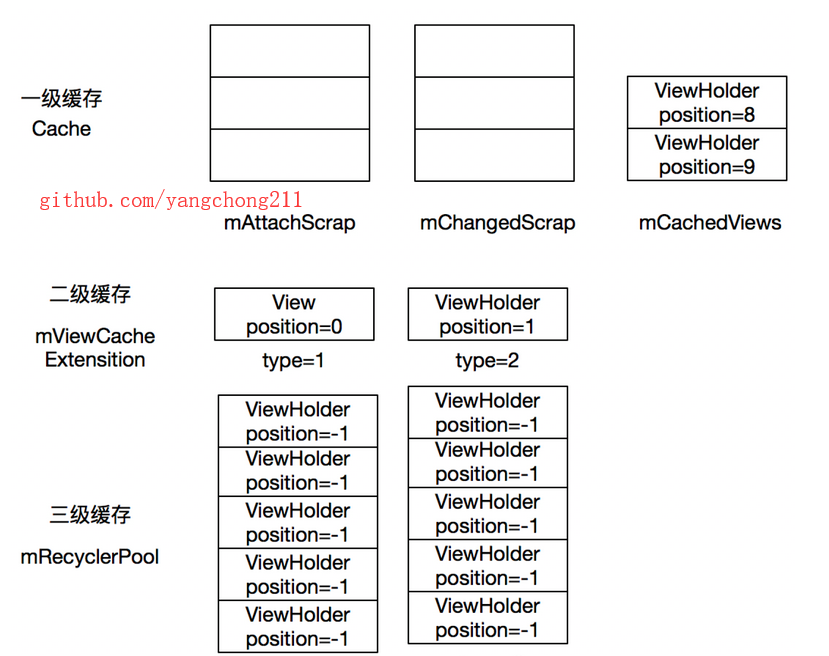 一级缓存
Cache
ViewHolder
position=8
ViewHolder
position=9
github.com/yangchong211
mAttachScrap
mChangedScrap
mCachedViews
二级缓存
mViewCache
Extensition
View
position=0
ViewHolder
position=1
type=1
type=2
三级缓存
mRecyclerPool
ViewHolder
position=-1
ViewHolder
position=-1
ViewHolder
position=-1
ViewHolder
position=-1
ViewHolder
position=-1
ViewHolder
position=-1
ViewHolder
position=-1
ViewHolder
position=-1
ViewHolder
position=-1
ViewHolder
position=-1